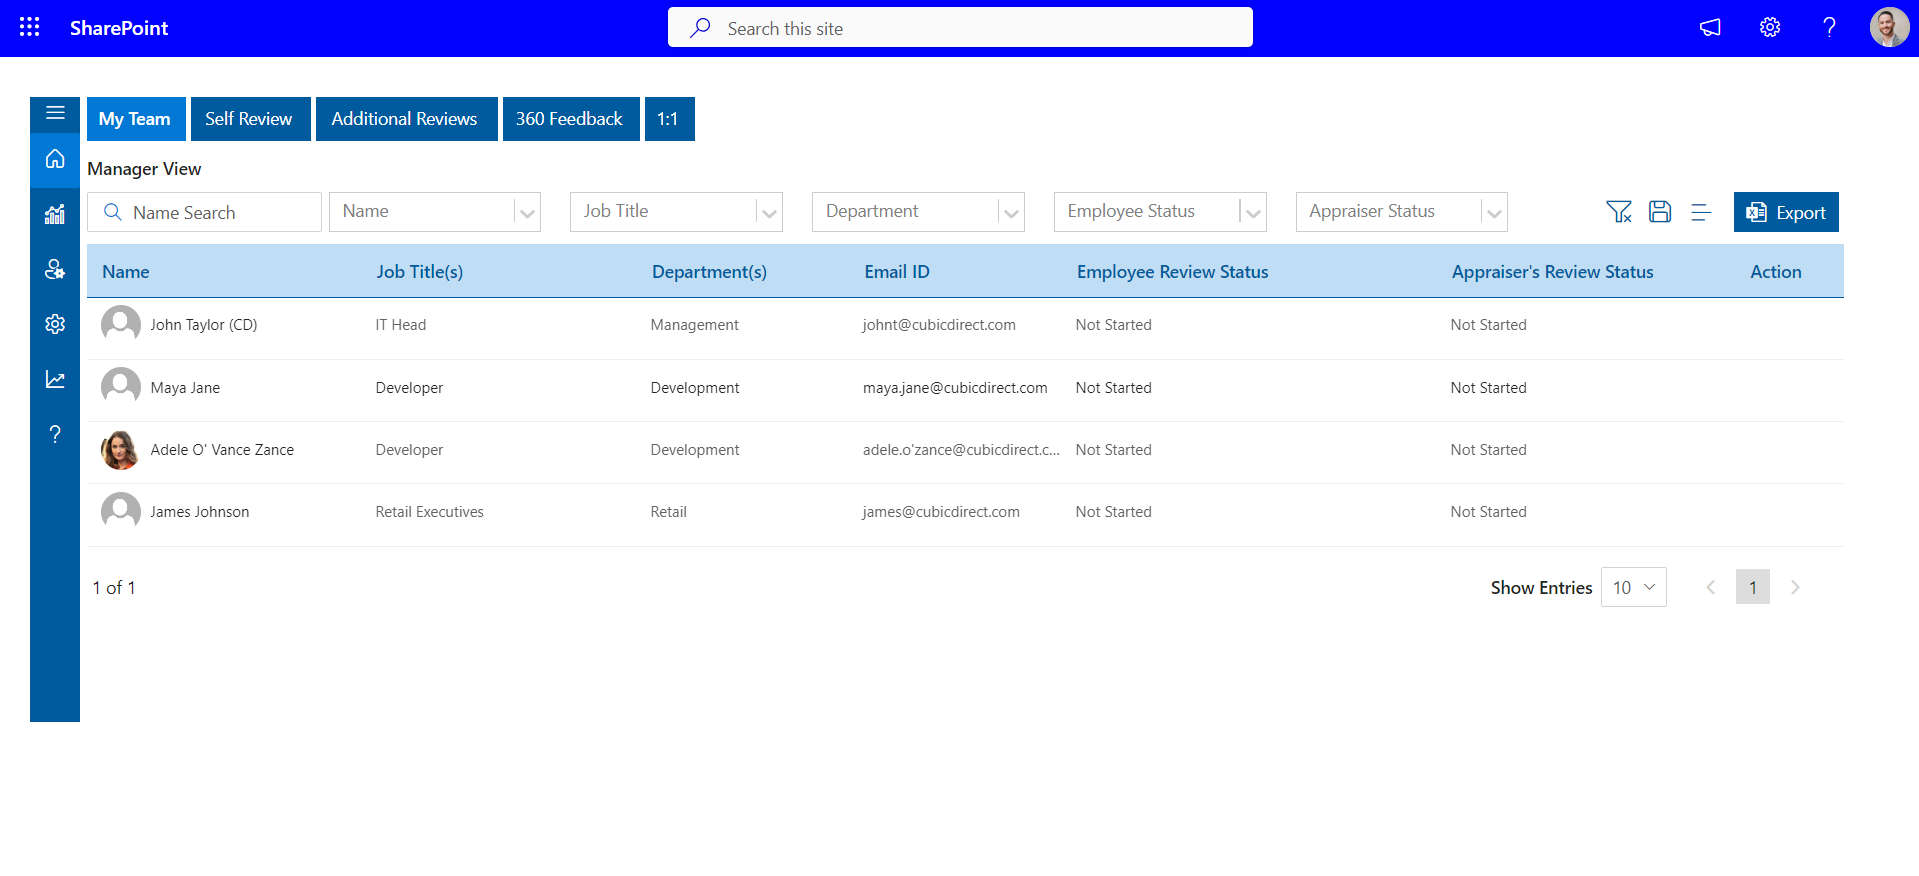 SharePoint
Search this site
My Team Self Review Additional Reviews 360 Feedback 1:1
Manager View
Name Search Name Job Title Department Employee Status Appraiser Status Export
Name Job Title(s) Department(s) Email ID Employee Review Status Appraiser's Review Status Action
John Taylor (CD) IT Head Management johnt@cubicdirect.com Not Started Not Started
Maya Jane Developer Development maya.jane@cubicdirect.com Not Started Not Started
Adele O' Vance Zance Developer Development adele.o'zance@cubicdirect.c... Not Started Not Started
James Johnson Retail Executives Retail james@cubicdirect.com Not Started Not Started
1 of 1 Show Entries 10 1